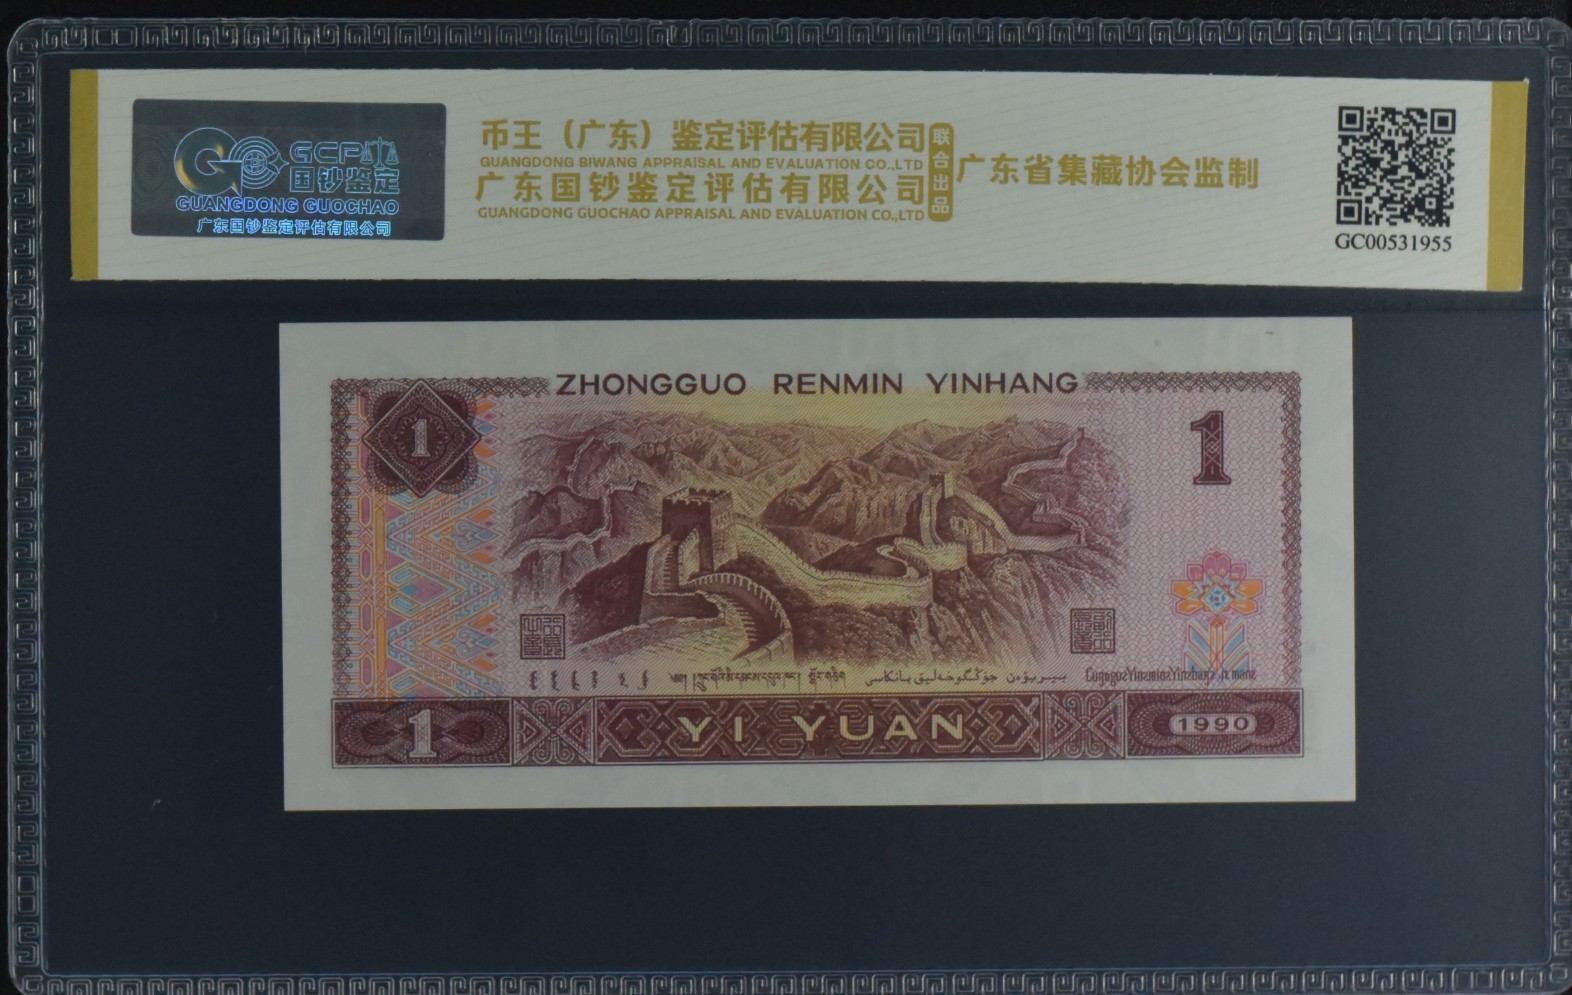 GCP
国钞鉴定
GUANGDONG GUOCHAO
广东国钞鉴定评估有限公司
币王（广东）鉴定评估有限公司
GUANGDONG BIWANG APPRAISAL AND EVALUATION CO.,LTD
广东国钞鉴定评估有限公司
GUANGDONG GUOCHAO APPRAISAL AND EVALUATION CO.,LTD
联合出品
广东省集藏协会监制
GC00531955
ZHONGGUO RENMIN YINHANG
1
1
1
YI YUAN
1990